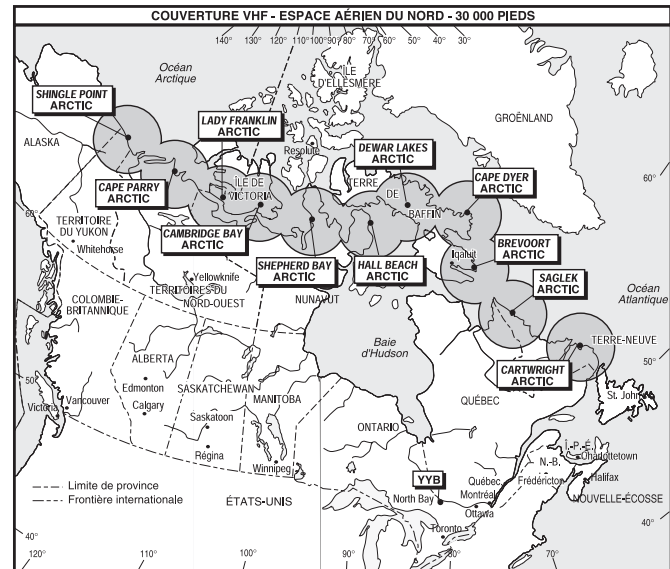 COUVERTURE VHF - ESPACE AÉRIEN DU NORD - 30 000 PIEDS
140° 130° 120° 110° 100° 90° 80° 70° 60° 50° 40° 30°
Océan
Arctique
ÎLE
D'ELLESMÈRE
SHINGLE POINT
ARCTIC
LADY FRANKLIN
ARCTIC
GROËNLAND
ALASKA
Resolute
DEWAR LAKES
ARCTIC
CAPE DYER
ARCTIC
60°
CAPE PARRY
ARCTIC
ÎLE DE
VICTORIA
TERRE
DE
BAFFIN
60°
TERRITOIRE
DU YUKON
Whitehorse
CAMBRIDGE BAY
ARCTIC
SHEPHERD BAY
ARCTIC
HALL BEACH
ARCTIC
Iqaluit
BREVOORT
ARCTIC
SAGLEK
ARCTIC
Yellowknife
TERRITOIRES DU
NORD-OUEST
NUNAVUT
Océan
Atlantique
COLOMBIE-
BRITANNIQUE
Baie
d'Hudson
TERRE-NEUVE
CARTWRIGHT
ARCTIC
50°
ALBERTA
SASKATCHEWAN
MANITOBA
ONTARIO
QUÉBEC
50°
Edmonton
Calgary
Vancouver
Victoria
Saskatoon
Régina
Winnipeg
St. John's
Î.-P.-É.
Charlottetown
YYB
North Bay
Québec
Montréal
Ottawa
Toronto
N.-B.
Frédéricton
Halifax
NOUVELLE-ÉCOSSE
Limite de province
Frontière internationale
ÉTATS-UNIS
40°
40°
120° 110° 100° 90° 80° 70°